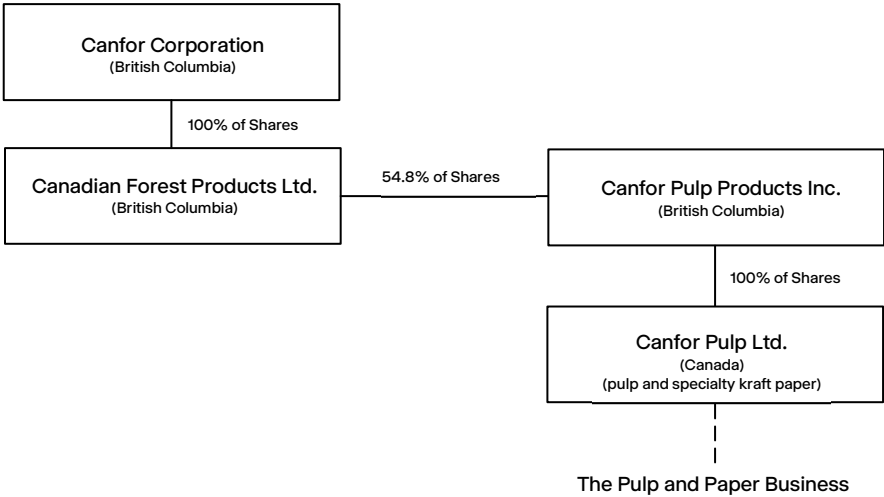 Canfor Corporation
(British Columbia)
100% of Shares
Canadian Forest Products Ltd.
(British Columbia)
54.8% of Shares
Canfor Pulp Products Inc.
(British Columbia)
100% of Shares
Canfor Pulp Ltd.
(Canada)
(pulp and specialty kraft paper)
The Pulp and Paper Business